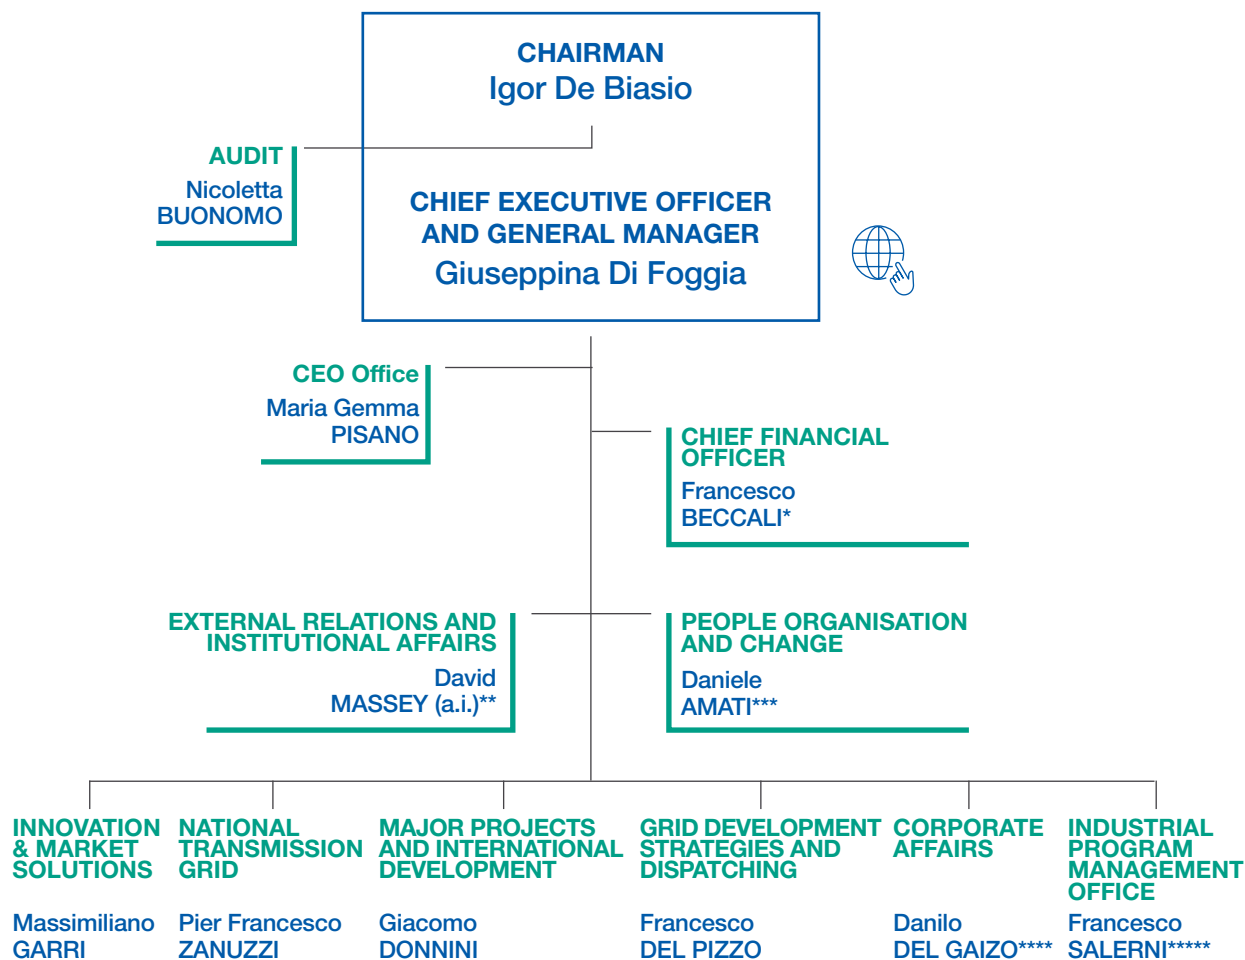 CHAIRMAN
Igor De Biasio
AUDIT
Nicoletta
BUONOMO
CHIEF EXECUTIVE OFFICER
AND GENERAL MANAGER
Giuseppina Di Foggia
CEO Office
Maria Gemma
PISANO
CHIEF FINANCIAL
OFFICER
Francesco
BECCALI*
EXTERNAL RELATIONS AND
INSTITUTIONAL AFFAIRS
David
MASSEY (a.i.)**
PEOPLE ORGANISATION
AND CHANGE
Daniele
AMATI***
INNOVATION
& MARKET
SOLUTIONS
Massimiliano
GARRI
NATIONAL
TRANSMISSION
GRID
Pier Francesco
ZANUZZI
MAJOR PROJECTS
AND INTERNATIONAL
DEVELOPMENT
Giacomo
DONNINI
GRID DEVELOPMENT
STRATEGIES AND
DISPATCHING
Francesco
DEL PIZZO
CORPORATE
AFFAIRS
Danilo
DEL GAIZO****
INDUSTRIAL
PROGRAM
MANAGEMENT
OFFICE
Francesco
SALERNI*****